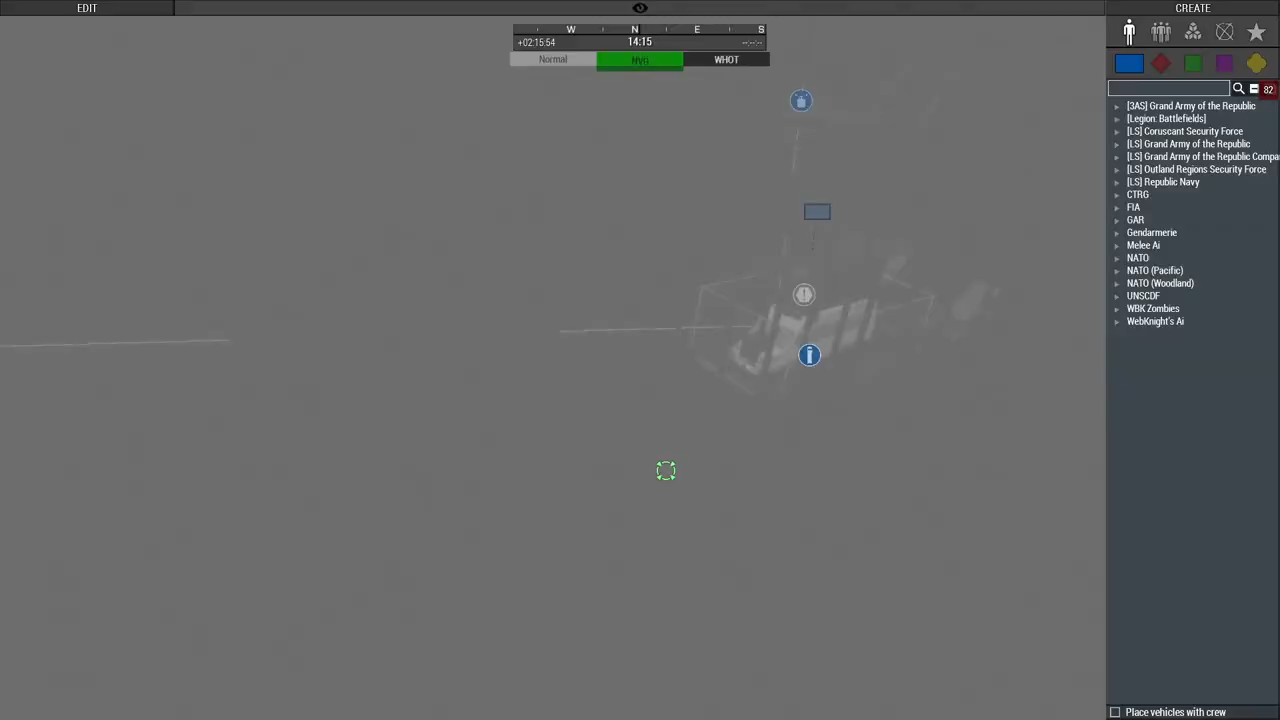 EDIT
CREATE
W N E S
+02:15:54 14:15 --:--:--
Normal NVG WHOT
82
[3AS] Grand Army of the Republic
[Legion: Battlefields]
[LS] Coruscant Security Force
[LS] Grand Army of the Republic
[LS] Grand Army of the Republic Compa
[LS] Outland Regions Security Force
[LS] Republic Navy
CTRG
FIA
GAR
Gendarmerie
Melee Ai
NATO
NATO (Pacific)
NATO (Woodland)
UNSCDF
WBK Zombies
WebKnight's Ai
Place vehicles with crew